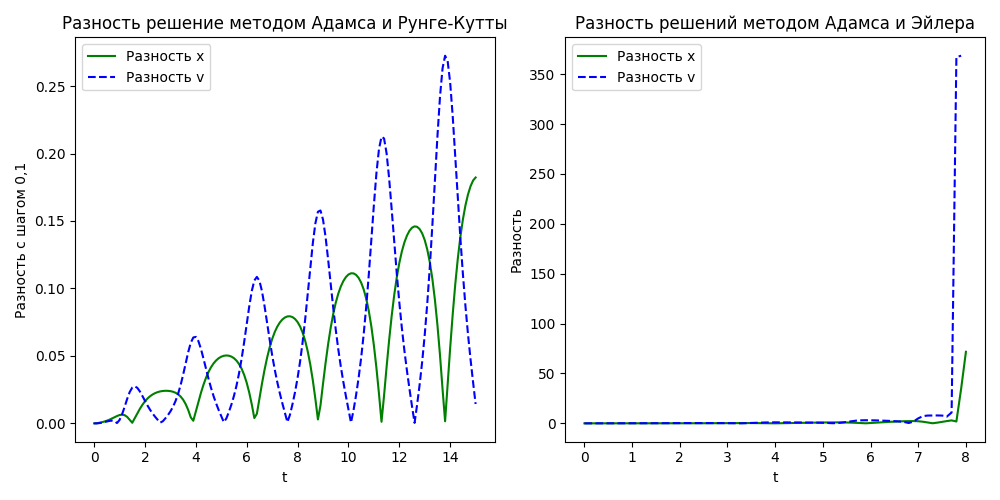 Разность решение методом Адамса и Рунге-Кутты
Разность x
Разность v
Разность с шагом 0,1
0.25
0.20
0.15
0.10
0.05
0.00
0 2 4 6 8 10 12 14
t
Разность решений методом Адамса и Эйлера
Разность x
Разность v
Разность
350
300
250
200
150
100
50
0
0 1 2 3 4 5 6 7 8
t